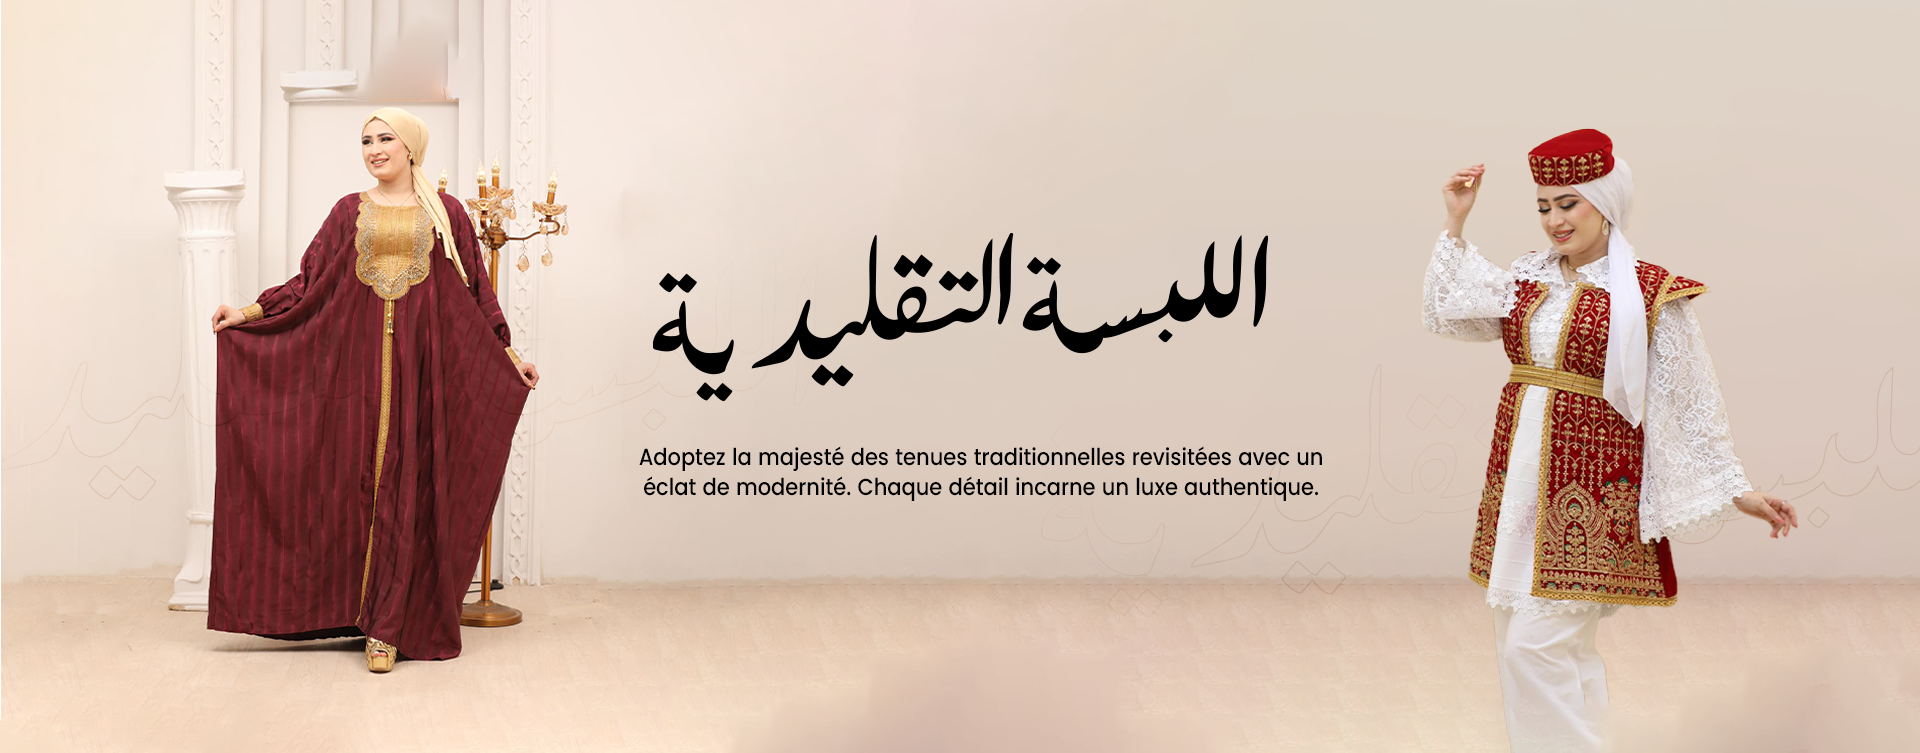 اللبسة التقليدية
Adoptez la majesté des tenues traditionnelles revisitées avec un
éclat de modernité. Chaque détail incarne un luxe authentique.